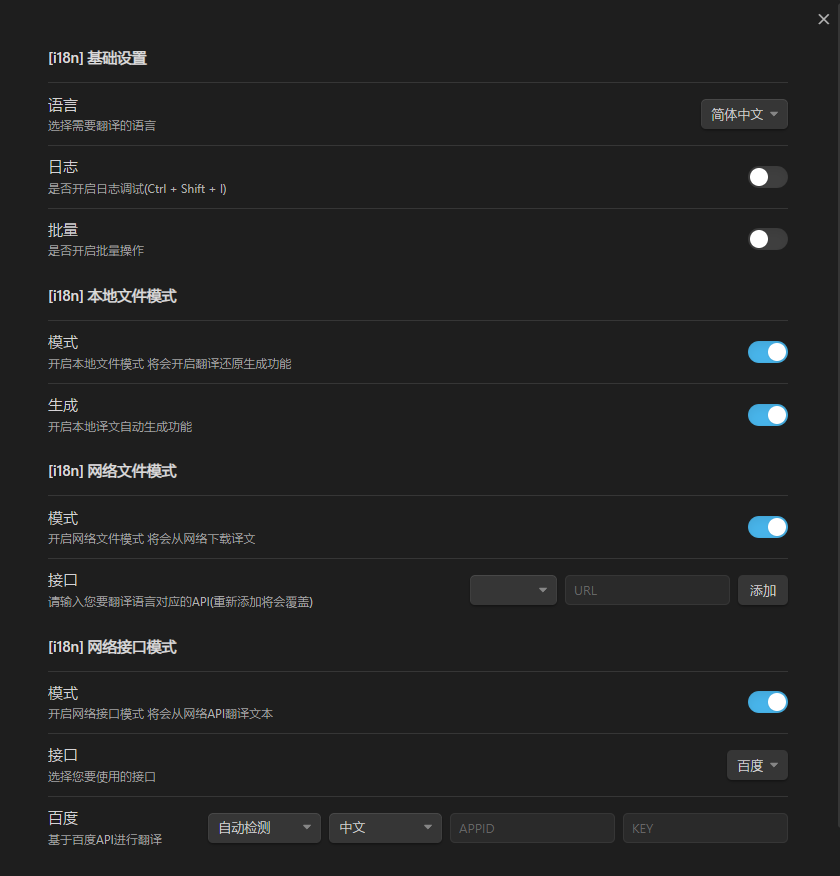 [i18n] 基础设置
语言
选择需要翻译的语言
简体中文
日志
是否开启日志调试(Ctrl + Shift + I)
批量
是否开启批量操作
[i18n] 本地文件模式
模式
开启本地文件模式 将会开启翻译还原生成功能
生成
开启本地译文自动生成功能
[i18n] 网络文件模式
模式
开启网络文件模式 将会从网络下载译文
接口
请输入您要翻译语言对应的API(重新添加将会覆盖)
URL
添加
[i18n] 网络接口模式
模式
开启网络接口模式 将会从网络API翻译文本
接口
选择您要使用的接口
百度
百度
基于百度API进行翻译
自动检测
中文
APPID
KEY